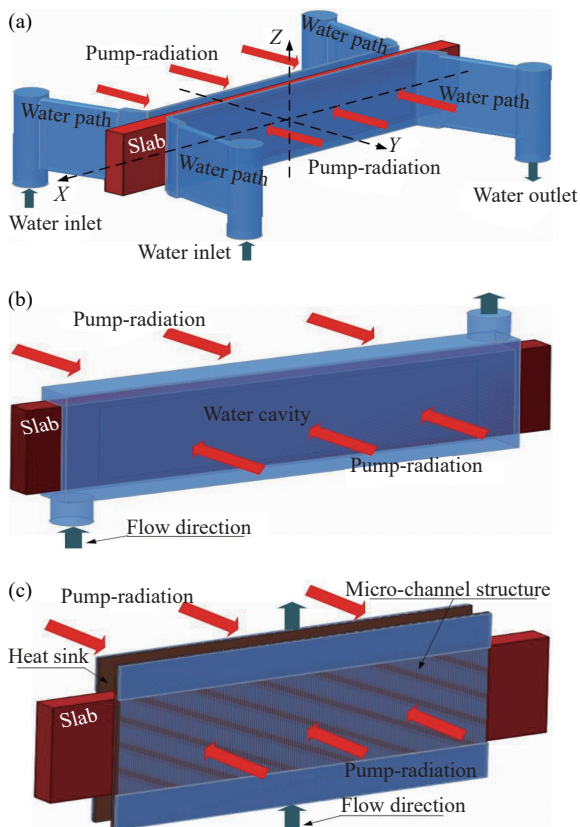 (a)
Z
Pump-radiation
Water path
Water path
Water path
Slab
Water path
Y
Pump-radiation
X
Water inlet
Water inlet
Water outlet
(b)
Pump-radiation
Slab
Water cavity
Pump-radiation
Flow direction
(c)
Pump-radiation
Micro-channel structure
Heat sink
Slab
Pump-radiation
Flow direction